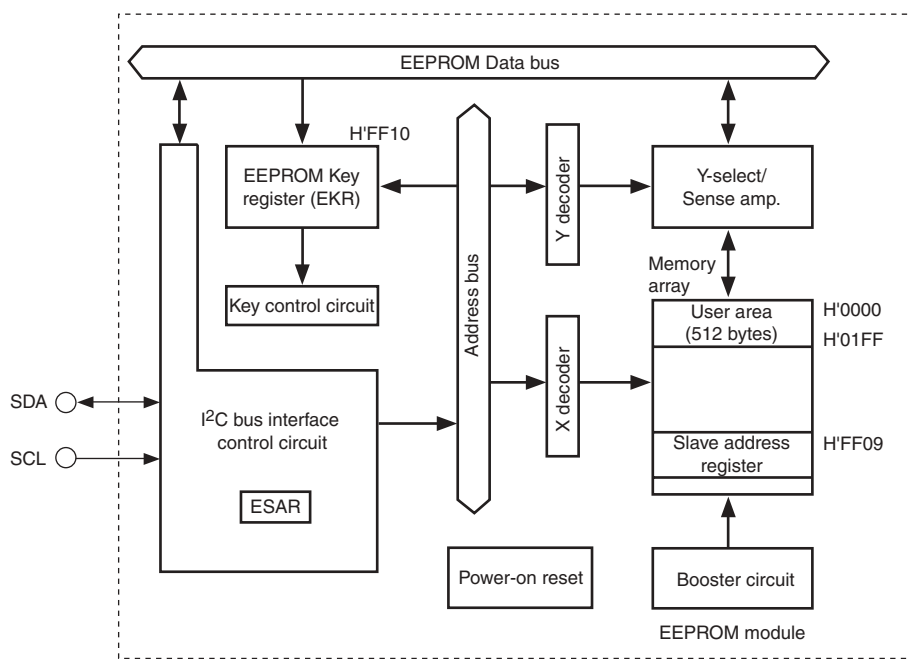 EEPROM Data bus
H'FF10
EEPROM Key
register (EKR)
Key control circuit
Address bus
Y decoder
X decoder
Y-select/
Sense amp.
Memory
array
User area
(512 bytes)
H'0000
H'01FF
Slave address
register
H'FF09
SDA
SCL
I2C bus interface
control circuit
ESAR
Power-on reset
Booster circuit
EEPROM module